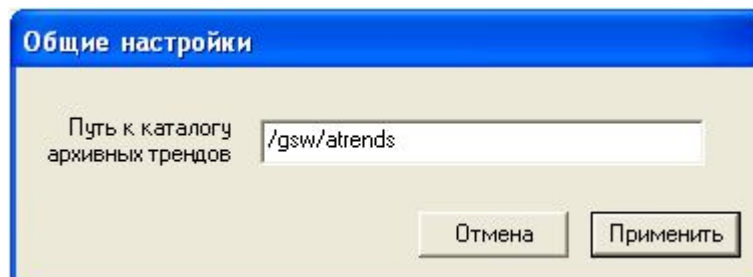 Общие настройки
Путь к каталогу
архивных трендов
/gsw/atrends
Отмена
Применить